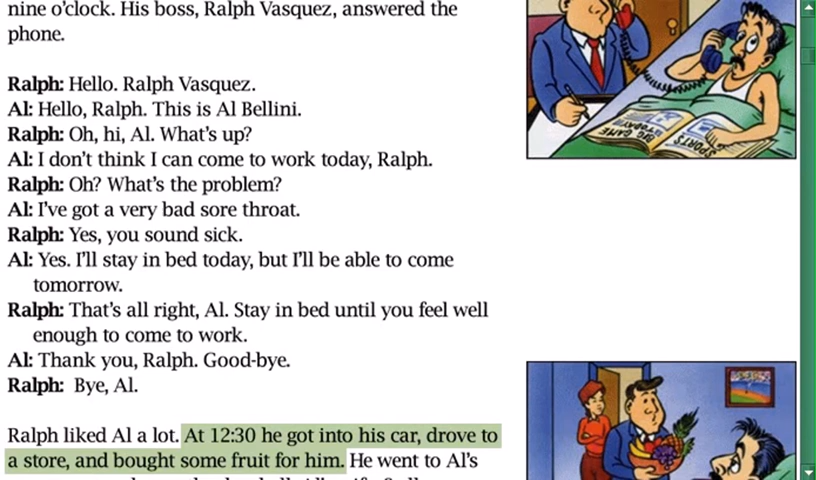 nine o'clock. His boss, Ralph Vasquez, answered the
phone.
Ralph: Hello. Ralph Vasquez.
Al: Hello, Ralph. This is Al Bellini.
Ralph: Oh, hi, Al. What's up?
Al: I don't think I can come to work today, Ralph.
Ralph: Oh? What's the problem?
Al: I've got a very bad sore throat.
Ralph: Yes, you sound sick.
Al: Yes. I'll stay in bed today, but I'll be able to come
tomorrow.
Ralph: That's all right, Al. Stay in bed until you feel well
enough to come to work.
Al: Thank you, Ralph. Good-bye.
Ralph: Bye, Al.
Ralph liked Al a lot. At 12:30 he got into his car, drove to
a store, and bought some fruit for him. He went to Al's
BIG GAME
TODAY!
SPORTS